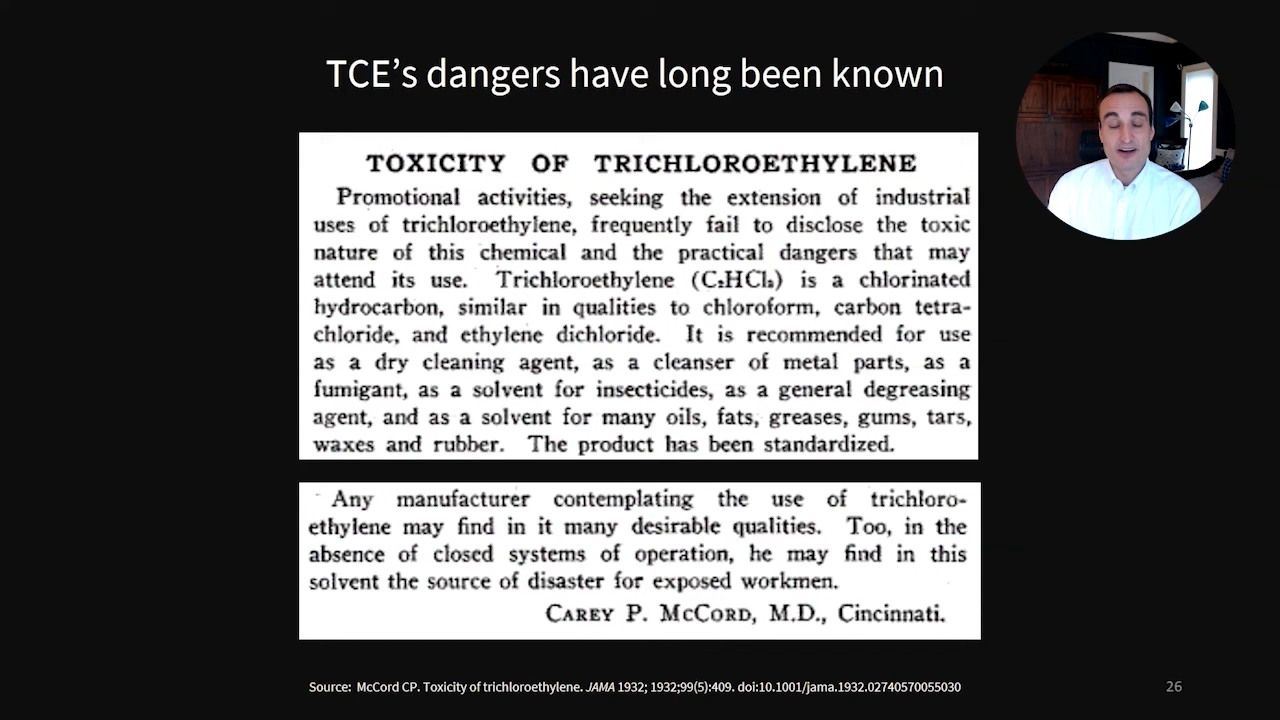 TCE’s dangers have long been known
TOXICITY OF TRICHLOROETHYLENE
Promotional activities, seeking the extension of industrial
uses of trichloroethylene, frequently fail to disclose the toxic
nature of this chemical and the practical dangers that may
attend its use. Trichloroethylene (C₂HCl₃) is a chlorinated
hydrocarbon, similar in qualities to chloroform, carbon tetra-
chloride, and ethylene dichloride. It is recommended for use
as a dry cleaning agent, as a cleanser of metal parts, as a
fumigant, as a solvent for insecticides, as a general degreasing
agent, and as a solvent for many oils, fats, greases, gums, tars,
waxes and rubber. The product has been standardized.
Any manufacturer contemplating the use of trichloro-
ethylene may find in it many desirable qualities. Too, in the
absence of closed systems of operation, he may find in this
solvent the source of disaster for exposed workmen.
CAREY P. MCCORD, M.D., Cincinnati.
Source: McCord CP. Toxicity of trichloroethylene. JAMA 1932; 1932;99(5):409. doi:10.1001/jama.1932.02740570055030
26